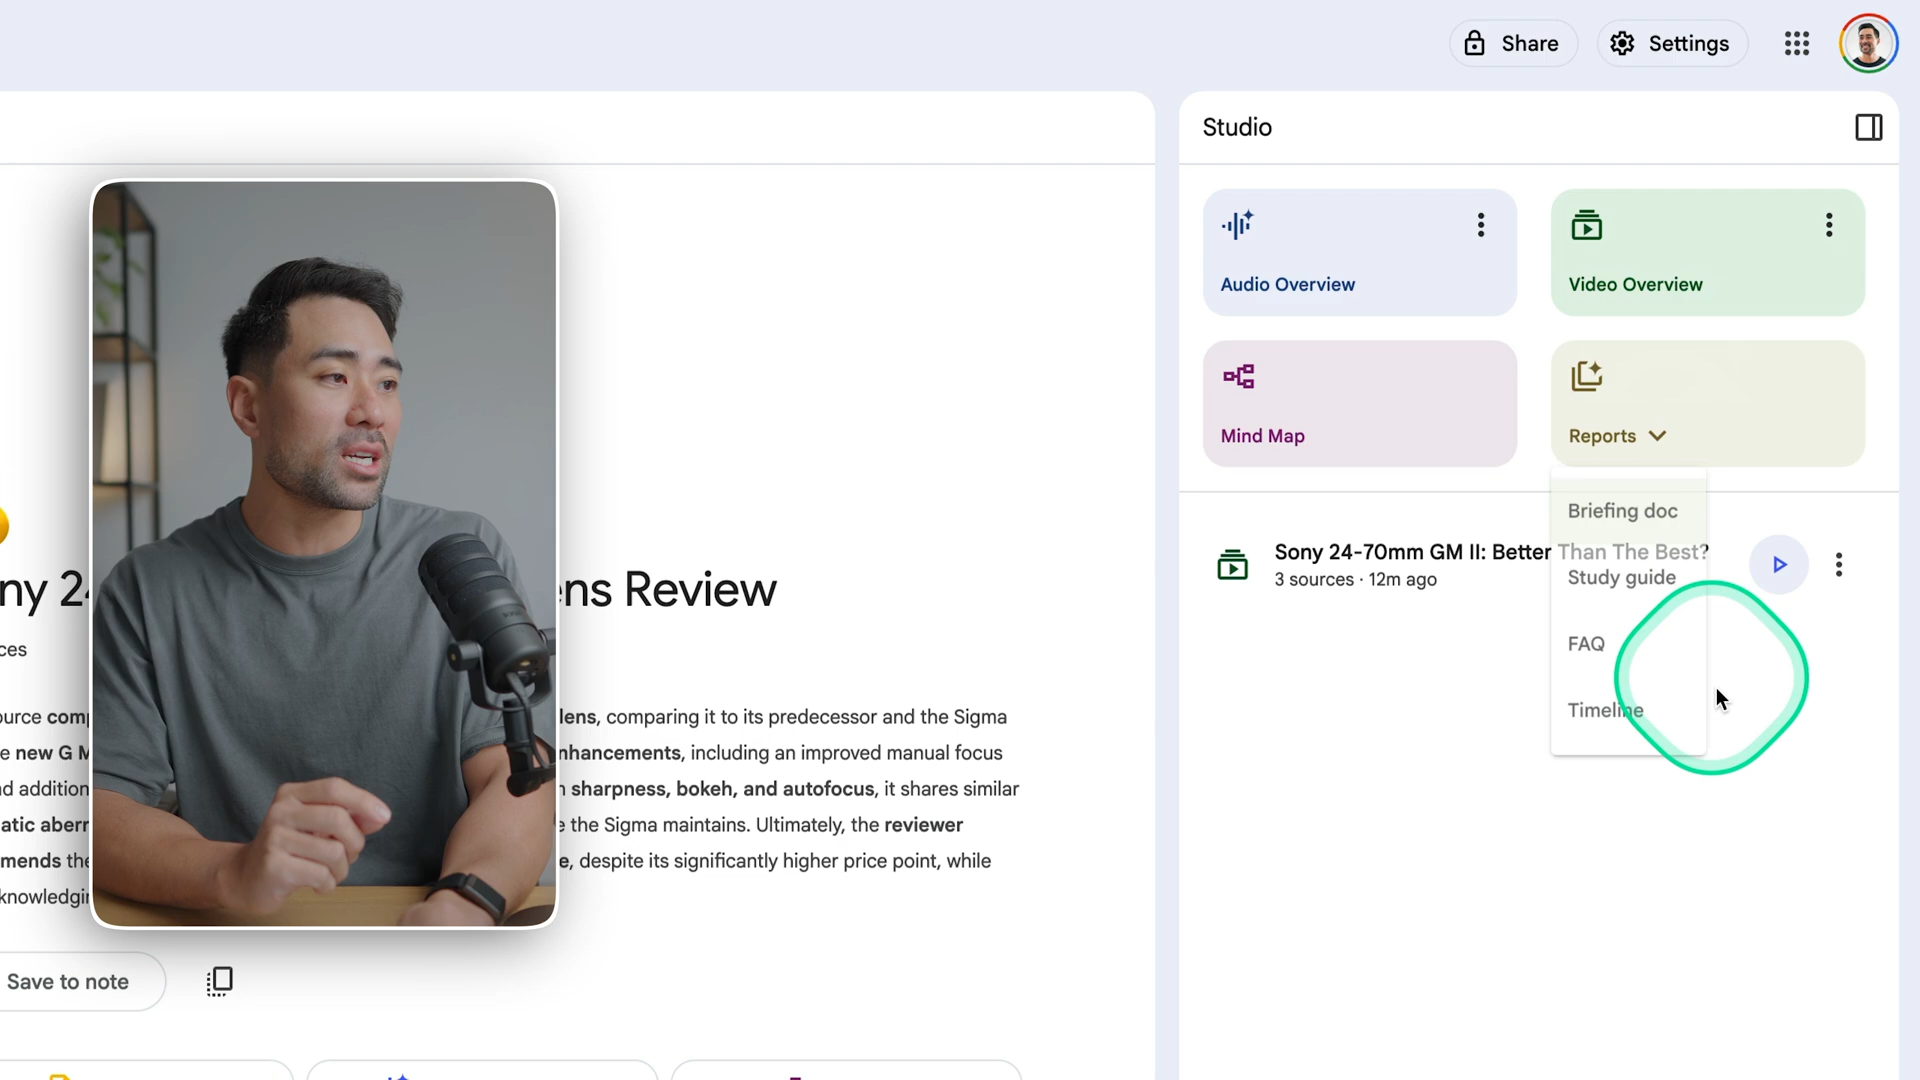 Share
Settings
Studio
Audio Overview
Video Overview
Mind Map
Reports
Briefing doc
Sony 24-70mm GM II: Better Than The Best?
3 sources · 12m ago
Study guide
FAQ
Timeline
ens Review
lens, comparing it to its predecessor and the Sigma
new G
including an improved manual focus
sharpness, bokeh, and autofocus, it shares similar
the Sigma maintains. Ultimately, the reviewer
the
despite its significantly higher price point, while
Save to note